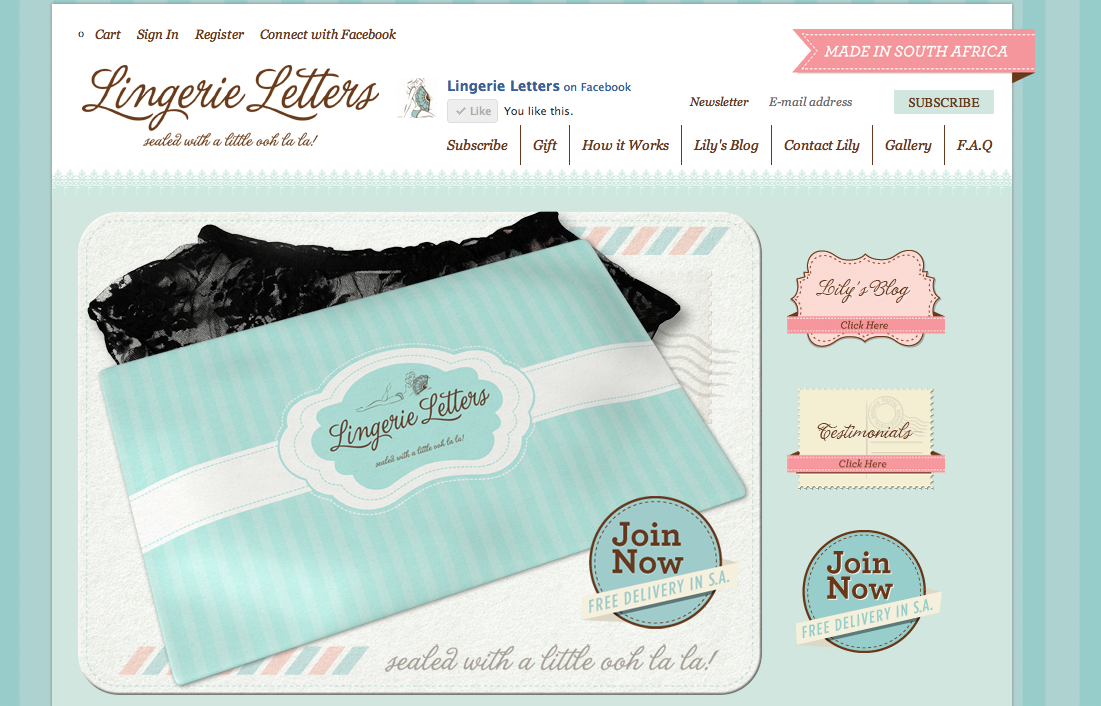 0 Cart Sign In Register Connect with Facebook
MADE IN SOUTH AFRICA
Lingerie Letters
sealed with a little ooh la la!
Lingerie Letters on Facebook
Like You like this.
Newsletter E-mail address SUBSCRIBE
Subscribe Gift How it Works Lily's Blog Contact Lily Gallery F.A.Q
Lingerie Letters
sealed with a little ooh la la!
Join
Now
FREE DELIVERY IN S.A.
sealed with a little ooh la la!
Lily's Blog
Click Here
Testimonials
Click Here
Join
Now
FREE DELIVERY IN S.A.